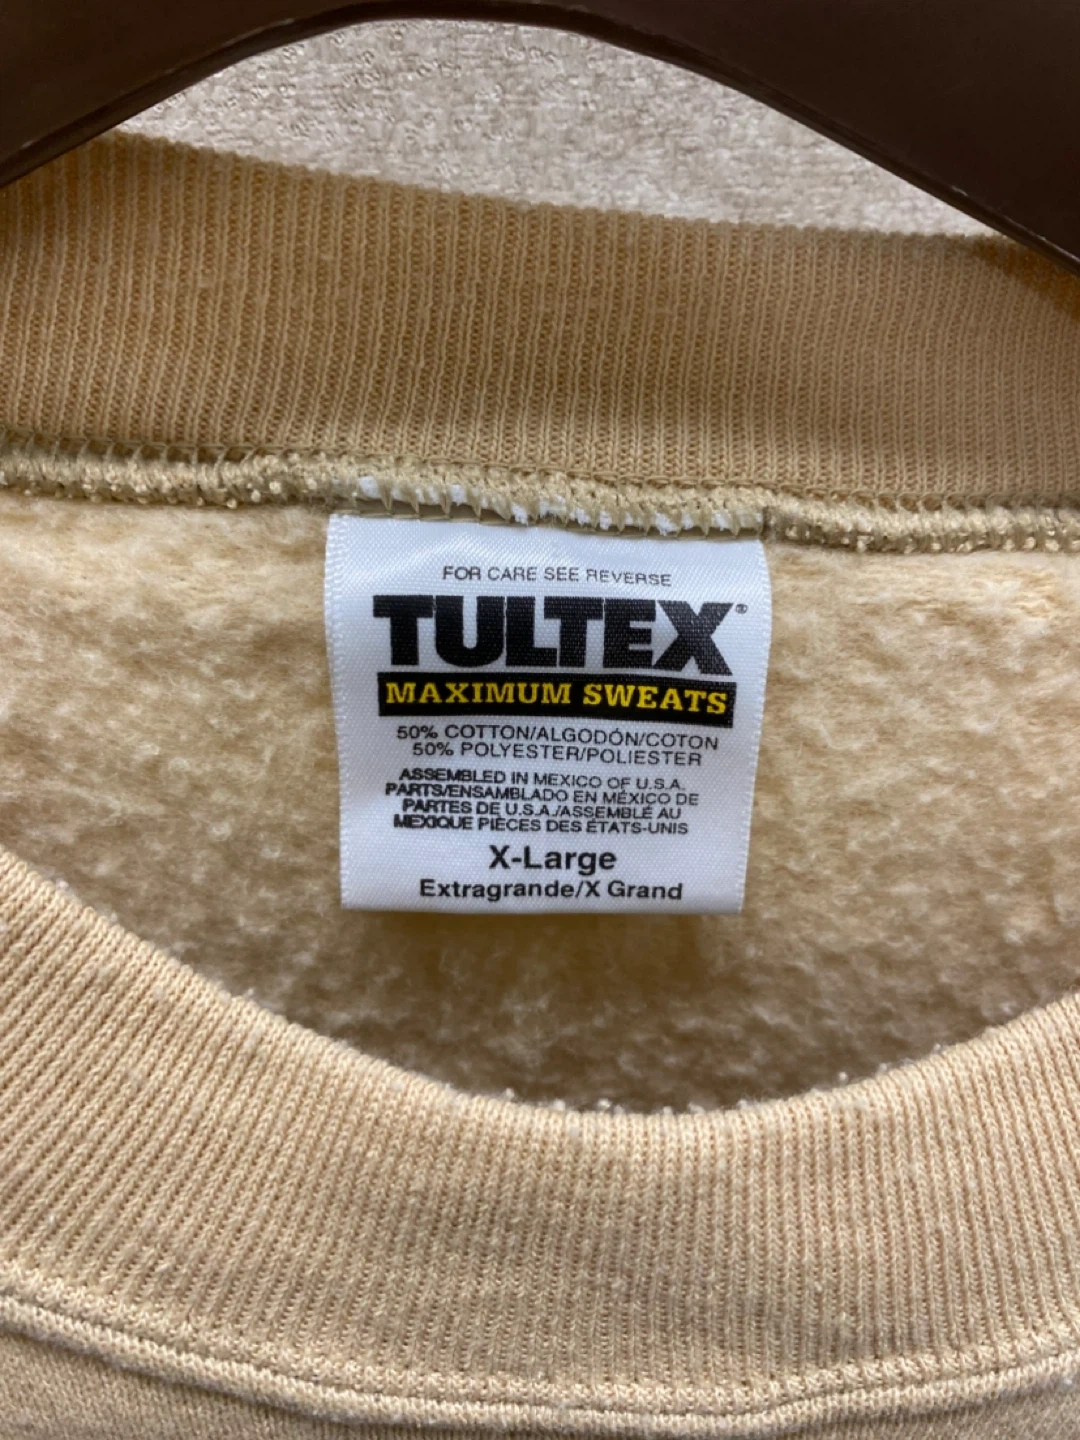 FOR CARE SEE REVERSE
TULTEX®
MAXIMUM SWEATS
50% COTTON/ALGODÓN/COTON
50% POLYESTER/POLIESTER
ASSEMBLED IN MEXICO OF U.S.A.
PARTS/ENSAMBLADO EN MÉXICO DE
PARTES DE U.S.A./ASSEMBLÉ AU
MEXIQUE PIÈCES DES ÉTATS-UNIS
X-Large
Extragrande/X Grand